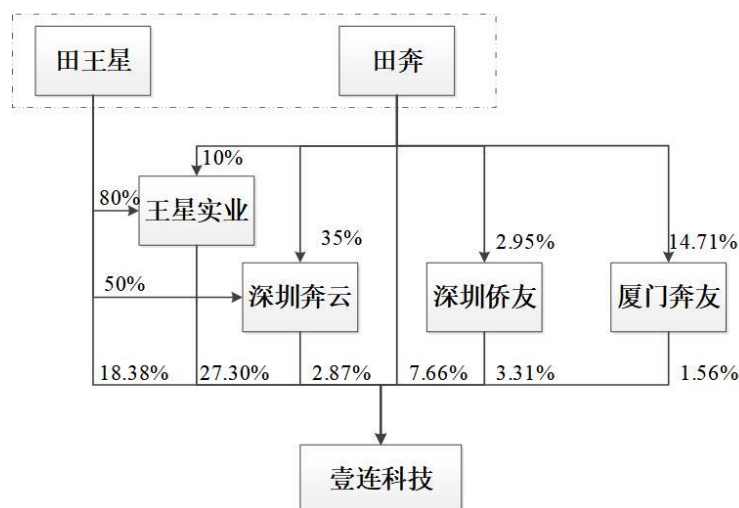 田王星
田奔
10%
80%
王星实业
35%
2.95%
14.71%
50%
深圳奔云
深圳侨友
厦门奔友
18.38%
27.30%
2.87%
7.66%
3.31%
1.56%
壹连科技